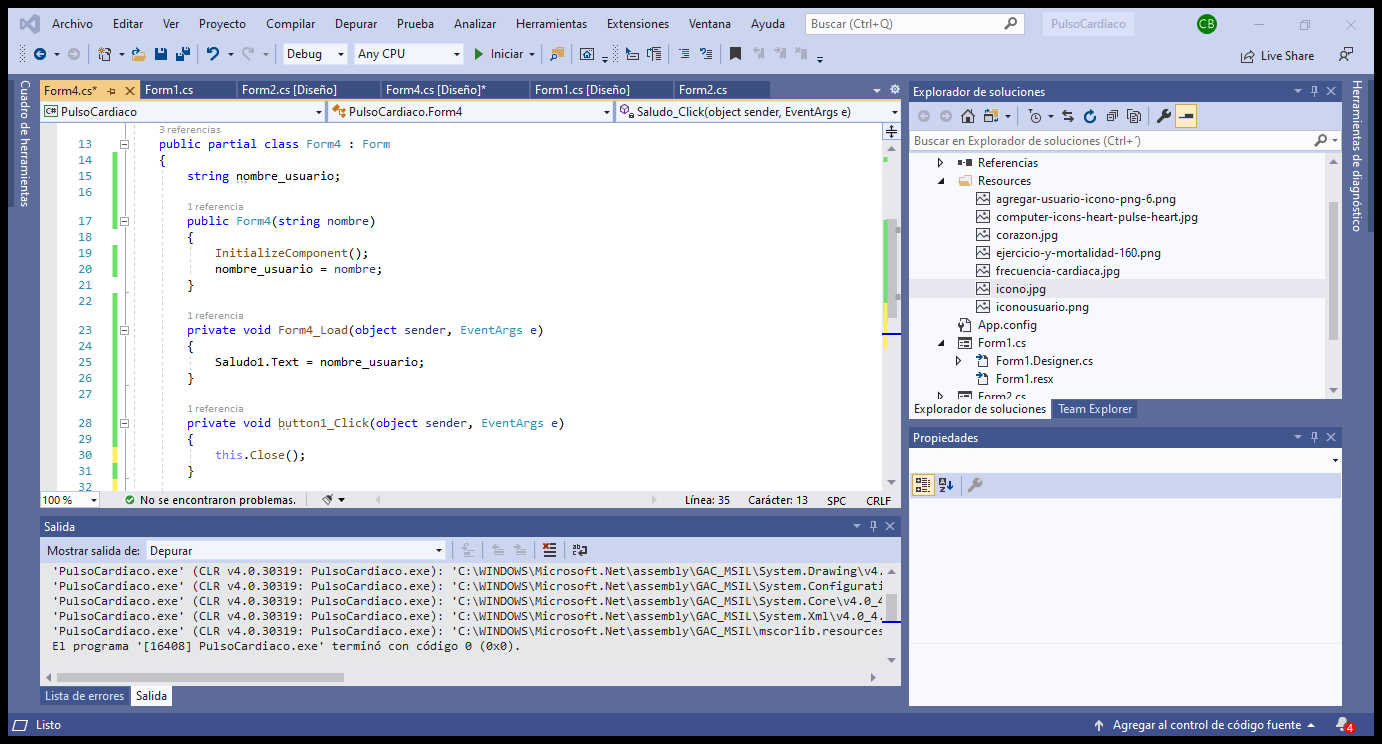 Archivo Editar Ver Proyecto Compilar Depurar Prueba Analizar Herramientas Extensiones Ventana Ayuda Buscar (Ctrl+Q) PulsoCardiaco CB
Debug Any CPU Iniciar Live Share
Cuadro de herramientas
Form4.cs* Form1.cs Form2.cs [Diseño] Form4.cs [Diseño]* Form1.cs [Diseño] Form2.cs
PulsoCardiaco PulsoCardiaco.Form4 Saludo_Click(object sender, EventArgs e)
3 referencias
13 public partial class Form4 : Form
14 {
15 string nombre_usuario;
16
1 referencia
17 public Form4(string nombre)
18 {
19 InitializeComponent();
20 nombre_usuario = nombre;
21 }
22
1 referencia
23 private void Form4_Load(object sender, EventArgs e)
24 {
25 Saludo1.Text = nombre_usuario;
26 }
27
1 referencia
28 private void button1_Click(object sender, EventArgs e)
29 {
30 this.Close();
31 }
32
100 % No se encontraron problemas. Línea: 35 Carácter: 13 SPC CRLF
Salida
Mostrar salida de: Depurar
'PulsoCardiaco.exe' (CLR v4.0.30319: PulsoCardiaco.exe): 'C:\WINDOWS\Microsoft.Net\assembly\GAC_MSIL\System.Drawing\v4.
'PulsoCardiaco.exe' (CLR v4.0.30319: PulsoCardiaco.exe): 'C:\WINDOWS\Microsoft.Net\assembly\GAC_MSIL\System.Configurati
'PulsoCardiaco.exe' (CLR v4.0.30319: PulsoCardiaco.exe): 'C:\WINDOWS\Microsoft.Net\assembly\GAC_MSIL\System.Core\v4.0_4
'PulsoCardiaco.exe' (CLR v4.0.30319: PulsoCardiaco.exe): 'C:\WINDOWS\Microsoft.Net\assembly\GAC_MSIL\System.Xml\v4.0_4.
'PulsoCardiaco.exe' (CLR v4.0.30319: PulsoCardiaco.exe): 'C:\WINDOWS\Microsoft.Net\assembly\GAC_MSIL\mscorlib.resources
El programa '[16408] PulsoCardiaco.exe' terminó con código 0 (0x0).
Lista de errores Salida
Explorador de soluciones
Buscar en Explorador de soluciones (Ctrl+´)
Referencias
Resources
agregar-usuario-icono-png-6.png
computer-icons-heart-pulse-heart.jpg
corazon.jpg
ejercicio-y-mortalidad-160.png
frecuencia-cardiaca.jpg
icono.jpg
iconousuario.png
App.config
Form1.cs
Form1.Designer.cs
Form1.resx
Form2.cs
Explorador de soluciones Team Explorer
Propiedades
Herramientas de diagnóstico
Listo Agregar al control de código fuente 4